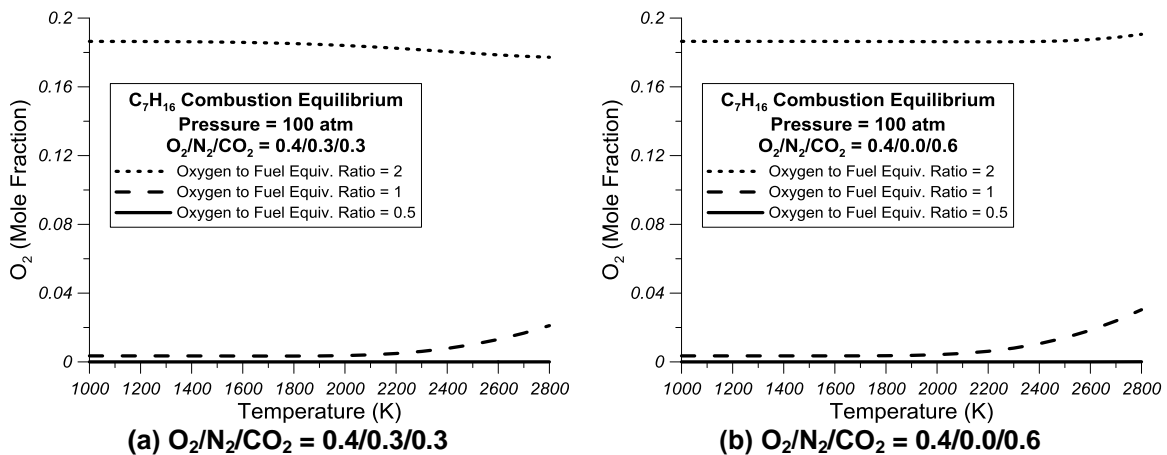 0.2
0.16
0.12
0.08
0.04
0
O₂ (Mole Fraction)
C₇H₁₆ Combustion Equilibrium
Pressure = 100 atm
O₂/N₂/CO₂ = 0.4/0.3/0.3
Oxygen to Fuel Equiv. Ratio = 2
Oxygen to Fuel Equiv. Ratio = 1
Oxygen to Fuel Equiv. Ratio = 0.5
1000 1200 1400 1600 1800 2000 2200 2400 2600 2800
Temperature (K)
(a) O₂/N₂/CO₂ = 0.4/0.3/0.3
0.2
0.16
0.12
0.08
0.04
0
O₂ (Mole Fraction)
C₇H₁₆ Combustion Equilibrium
Pressure = 100 atm
O₂/N₂/CO₂ = 0.4/0.0/0.6
Oxygen to Fuel Equiv. Ratio = 2
Oxygen to Fuel Equiv. Ratio = 1
Oxygen to Fuel Equiv. Ratio = 0.5
1000 1200 1400 1600 1800 2000 2200 2400 2600 2800
Temperature (K)
(b) O₂/N₂/CO₂ = 0.4/0.0/0.6